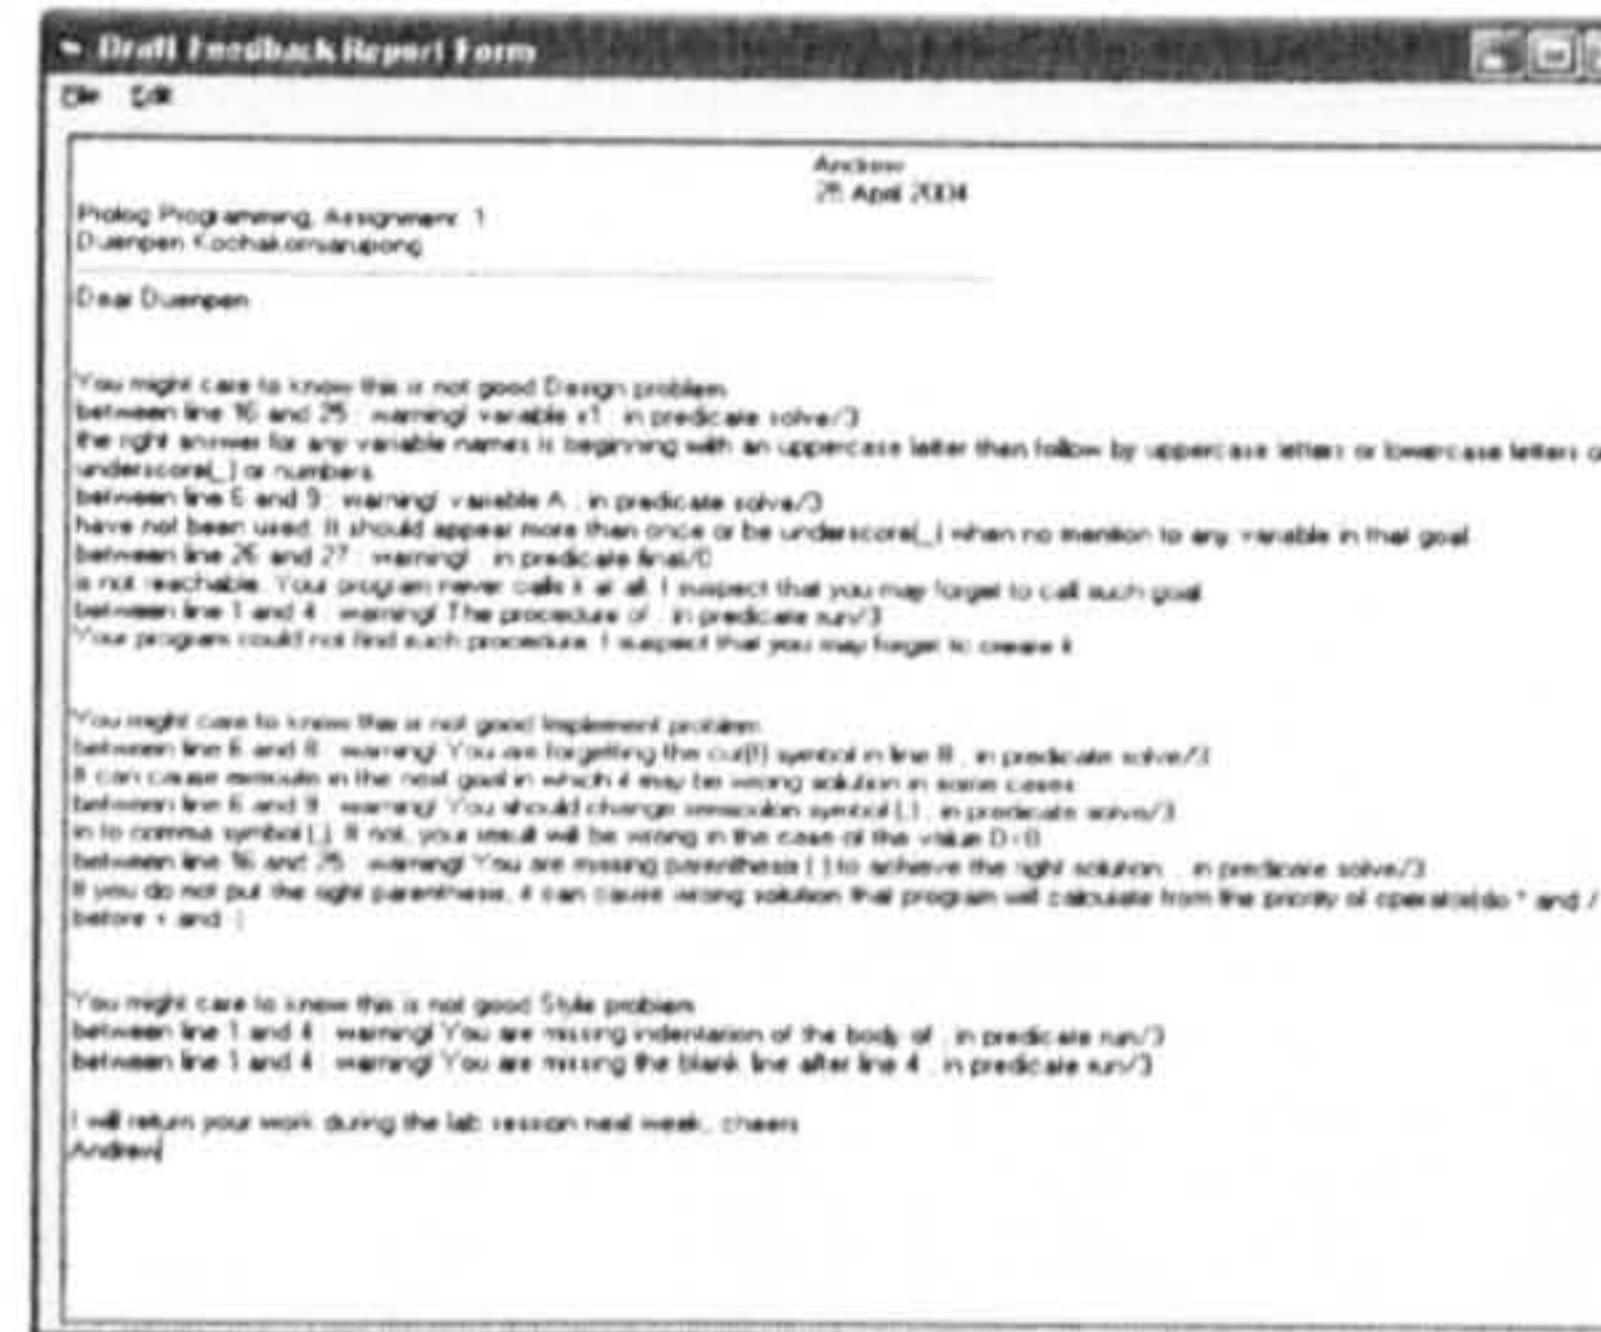 Draft Feedback Report Form
File Edit
Andrew
April 2004
Prolog Programming, Assignment 1
Duenpen Kochakornjarupong
Dear Duenpen
You might care to know this is not good Design problem
between line 16 and 25 : warning! variable x1 : in predicate solve/3
the right answer for any variable names is beginning with an uppercase letter then follow by uppercase letters or lowercase letters
underscore(_) or numbers
between line 6 and 9 : warning! variable A : in predicate solve/3
have not been used. It should appear more than once or be underscore(_) when no mention to any variable in that goal
between line 26 and 27 : warning! : in predicate final/0
is not reachable. Your program never calls it at all. I suspect that you may forget to call such goal
between line 1 and 4 : warning! The procedure of : in predicate run/3
Your program could not find such procedure. I suspect that you may forget to create it
You might care to know this is not good Implement problem
between line 6 and 8 : warning! You are forgetting the cut(!) symbol in line 8 : in predicate solve/3
It can cause execute in the next goal in which it may be wrong solution in some cases
between line 6 and 9 : warning! You should change semicolon symbol (;) : in predicate solve/3
in to comma symbol (,). If not, your result will be wrong in the case of the value D
between line 16 and 25 : warning! You are missing parenthesis ( ) to achieve the right solution : in predicate solve/3
If you do not put the right parenthesis, it can cause wrong solution that program will calculate from the priority of operator(do * and /
before + and -)
You might care to know this is not good Style problem
between line 1 and 4 : warning! You are missing indentation of the body of : in predicate run/3
between line 1 and 4 : warning! You are missing the blank line after line 4 : in predicate run/3
I will return your work during the lab session next week, cheers
Andrew